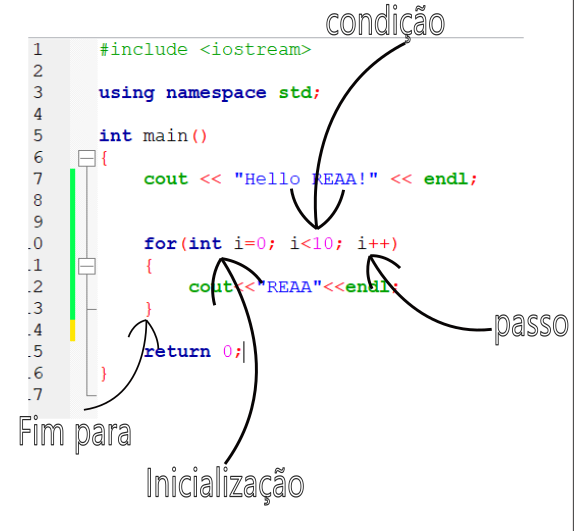 condição
1 #include <iostream>
2
3 using namespace std;
4
5 int main()
6 {
7 cout << "Hello REAA!" << endl;
8
9
.0 for(int i=0; i<10; i++)
.1 {
.2 cout<<"REAA"<<endl;
.3 }
.4
.5 return 0;
.6 }
.7
passo
Fim para
Inicialização